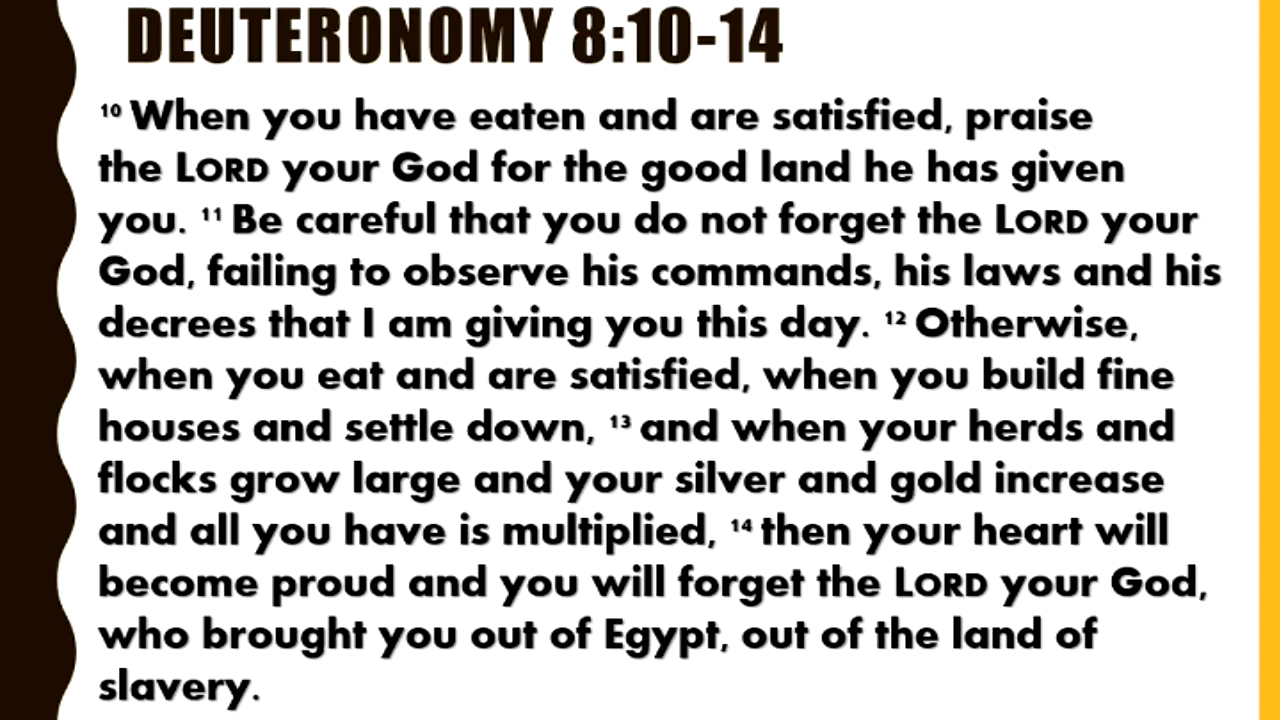 DEUTERONOMY 8:10-14
¹⁰ When you have eaten and are satisfied, praise
the LORD your God for the good land he has given
you. ¹¹ Be careful that you do not forget the LORD your
God, failing to observe his commands, his laws and his
decrees that I am giving you this day. ¹² Otherwise,
when you eat and are satisfied, when you build fine
houses and settle down, ¹³ and when your herds and
flocks grow large and your silver and gold increase
and all you have is multiplied, ¹⁴ then your heart will
become proud and you will forget the LORD your God,
who brought you out of Egypt, out of the land of
slavery.